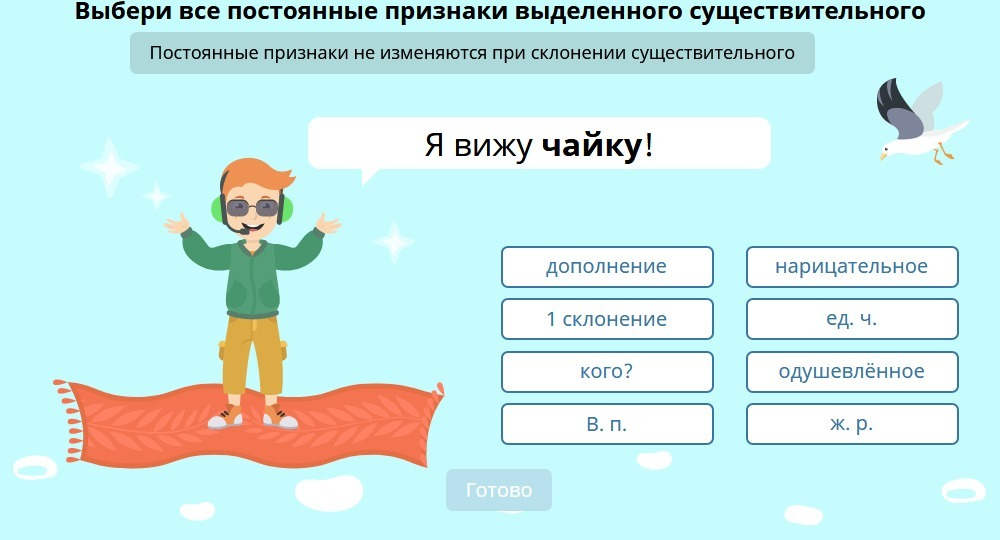 Выбери все постоянные признаки выделенного существительного
Постоянные признаки не изменяются при склонении существительного
Я вижу чайку!
дополнение
нарицательное
1 склонение
ед. ч.
кого?
одушевлённое
В. п.
ж. р.
Готово